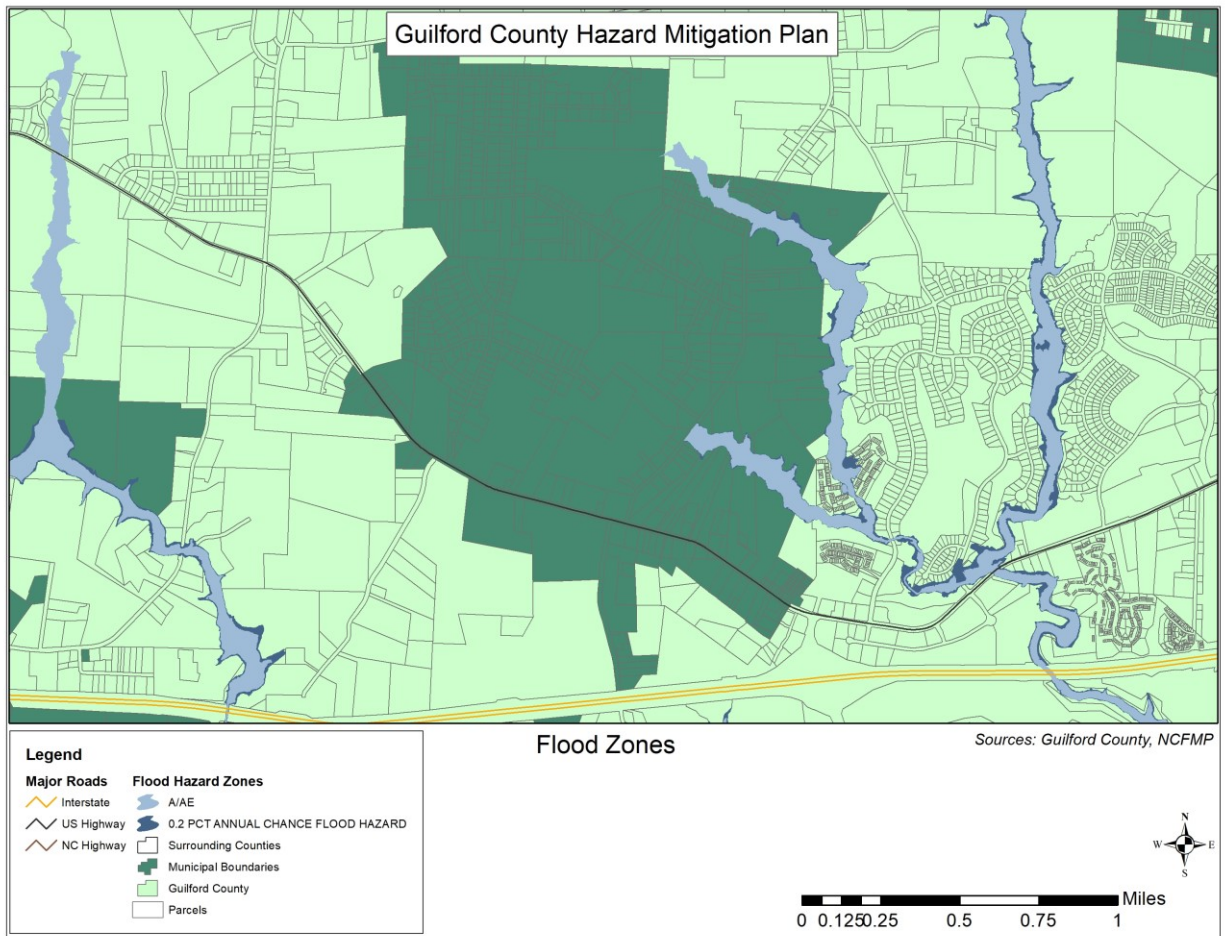 Guilford County Hazard Mitigation Plan
Flood Zones
Sources: Guilford County, NCFMP
Legend
Major Roads
Interstate
US Highway
NC Highway
Flood Hazard Zones
A/AE
0.2 PCT ANNUAL CHANCE FLOOD HAZARD
Surrounding Counties
Municipal Boundaries
Guilford County
Parcels
N
W E
S
Miles
0 0.125 0.25 0.5 0.75 1